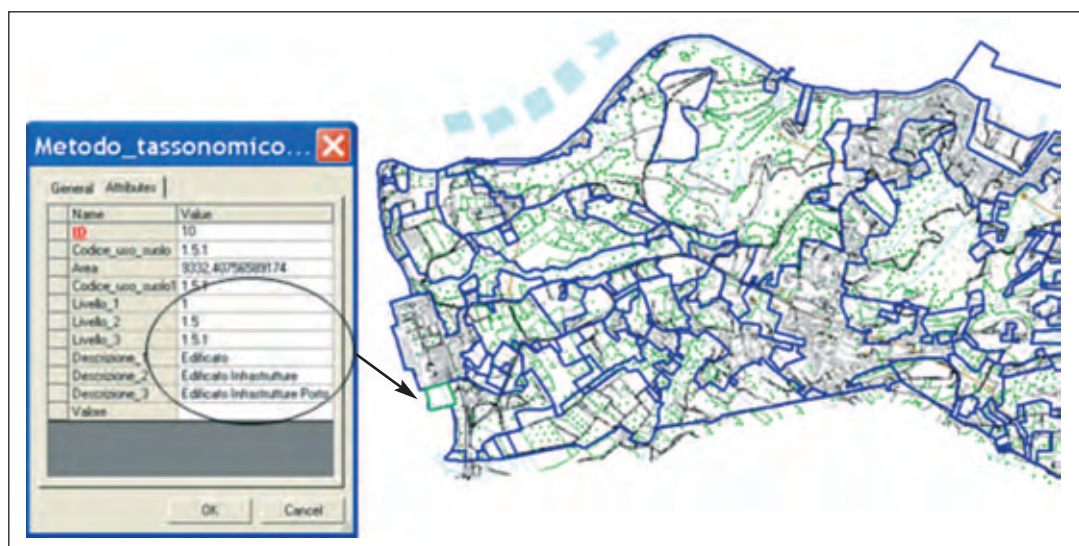 Metodo_tassonomico...
General Attributes
Name Value
ID 10
Codice_uso_suolo 1.5.1
Area 9332,40756589174
Codice_uso_suolo1 1.5.1
Livello_1 1
Livello_2 1.5
Livello_3 1.5.1
Descrizione_1 Edificato
Descrizione_2 Edificato Infrastrutture
Descrizione_3 Edificato Infrastrutture Porto
Valore
OK Cancel